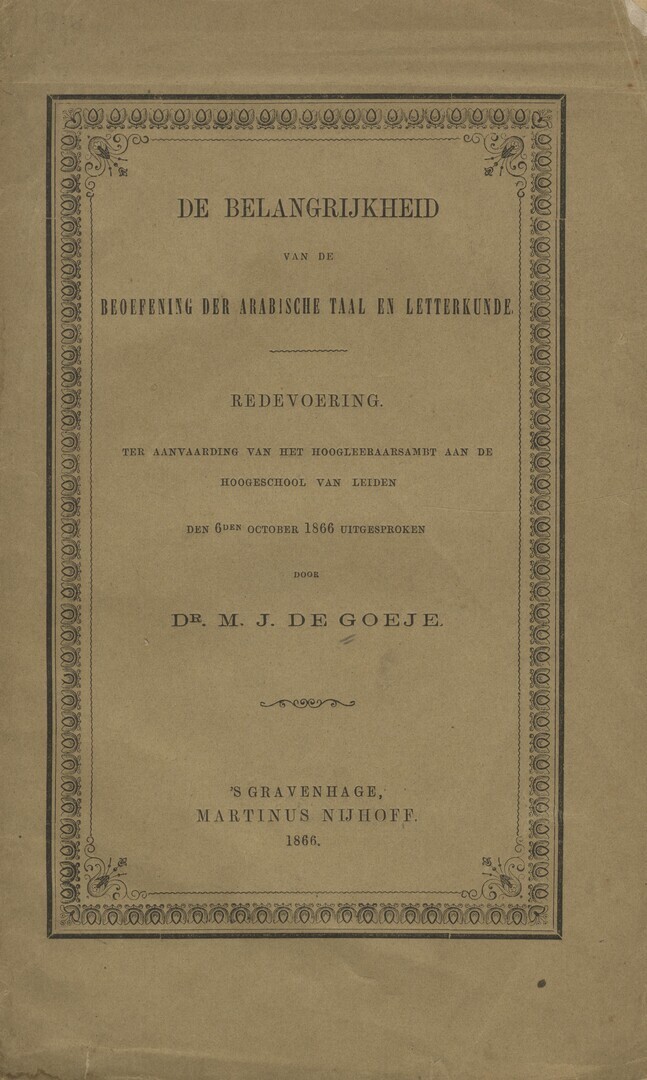 DE BELANGRIJKHEID
VAN DE
BEOEFENING DER ARABISCHE TAAL EN LETTERKUNDE.
REDEVOERING.
TER AANVAARDING VAN HET HOOGLEERAARSAMBT AAN DE
HOOGESCHOOL VAN LEIDEN
DEN 6DEN OCTOBER 1866 UITGESPROKEN
DOOR
DR. M. J. DE GOEJE.
'S GRAVENHAGE,
MARTINUS NIJHOFF.
1866.